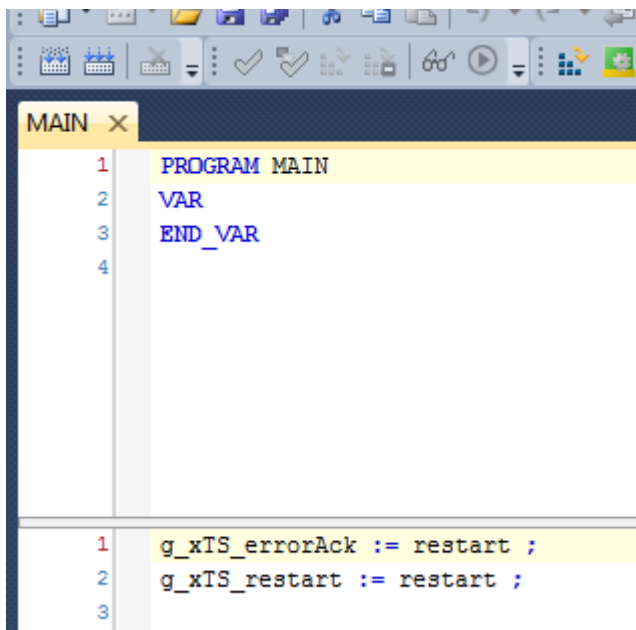 MAIN
1 PROGRAM MAIN
2 VAR
3 END_VAR
4
1 g_xTS_errorAck := restart ;
2 g_xTS_restart := restart ;
3